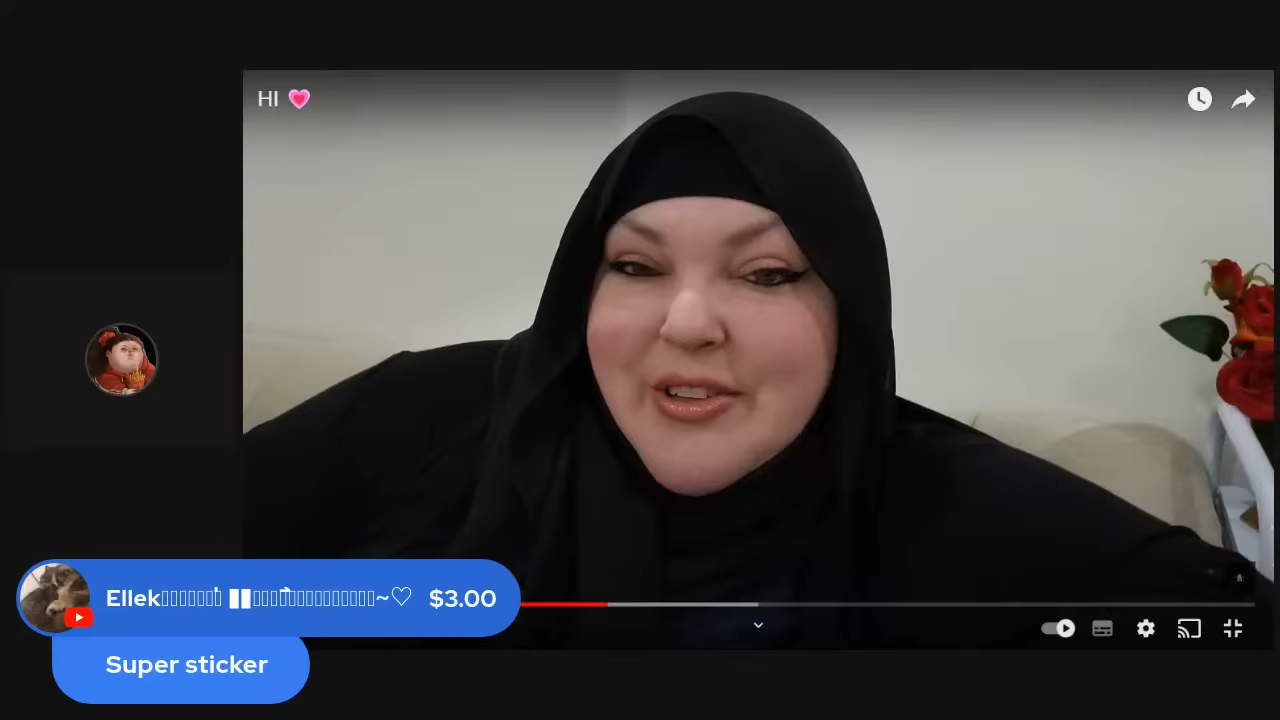 HI 💗
Ellek ~♡ $3.00
Super sticker